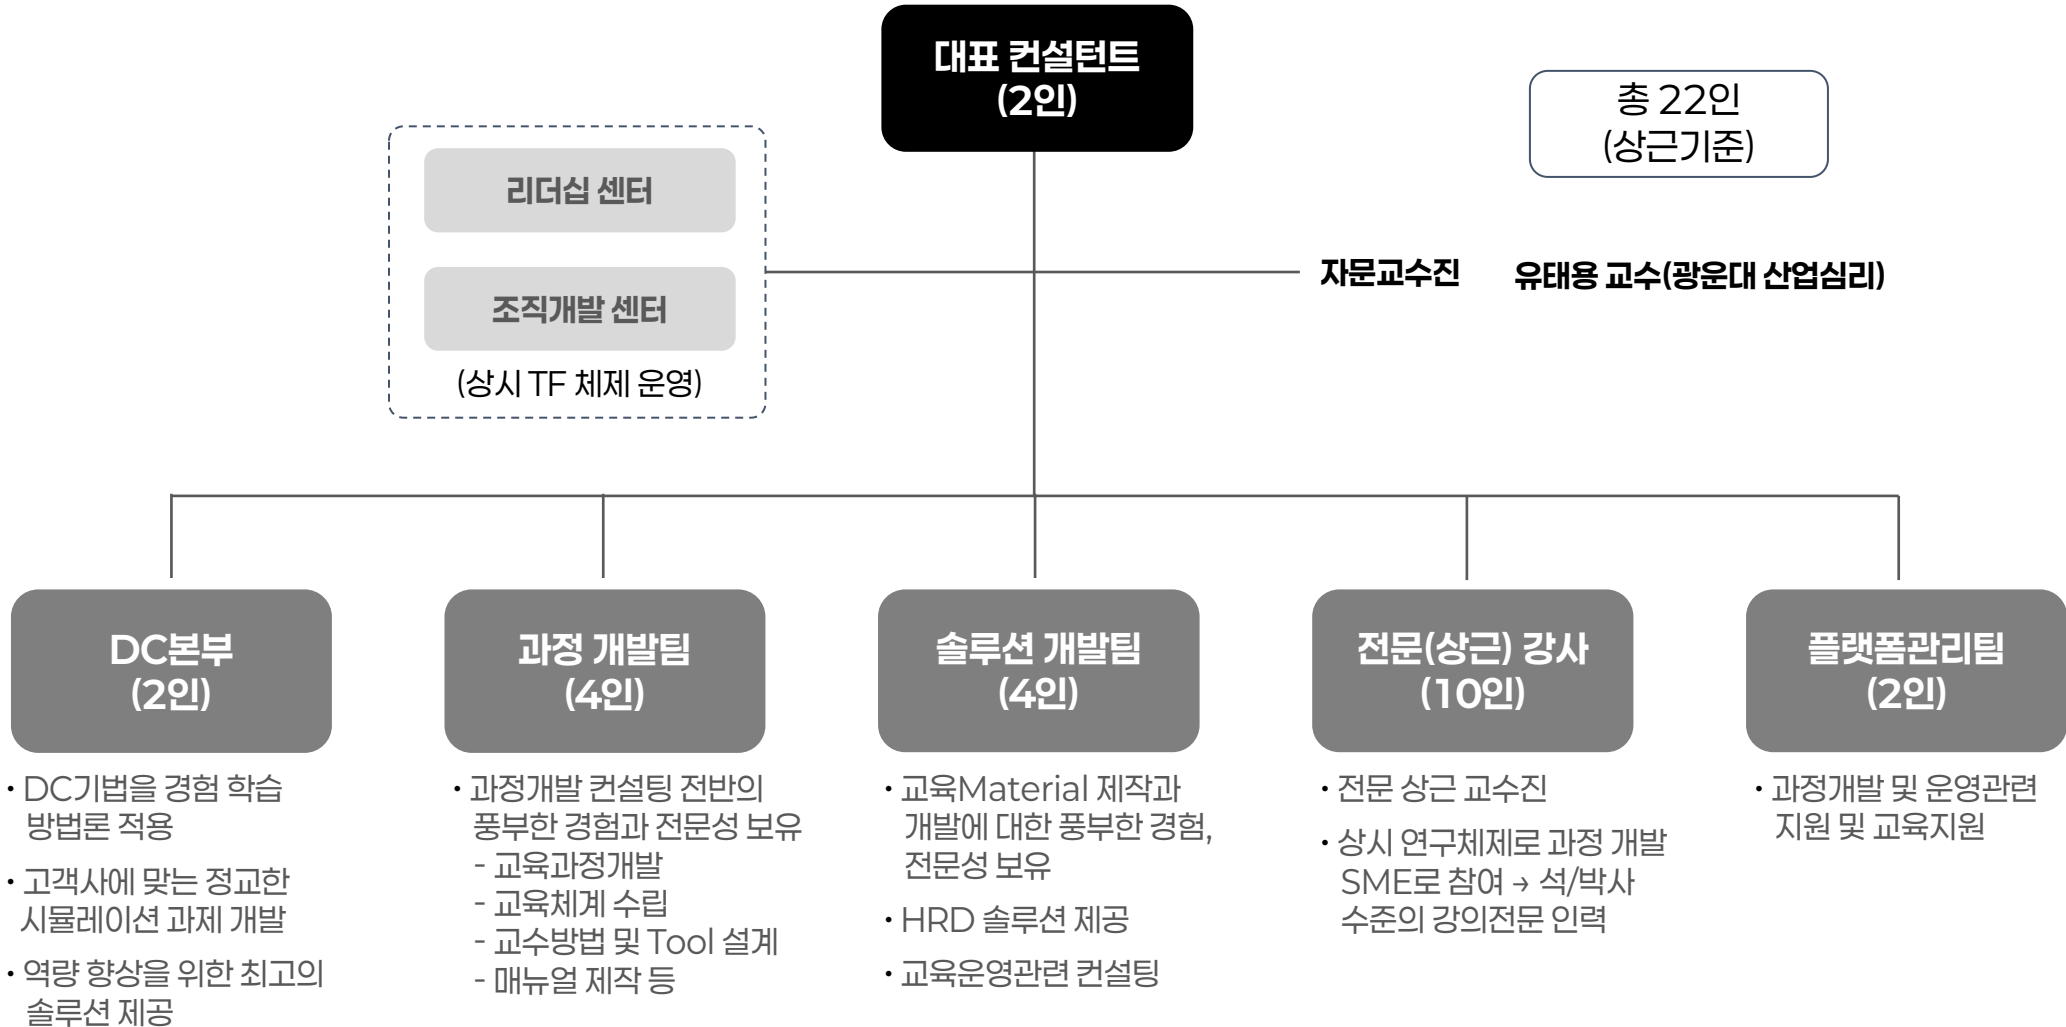 대표 컨설턴트
(2인)
총 22인
(상근기준)
리더십 센터
조직개발 센터
(상시 TF 체제 운영)
자문교수진 유태용 교수(광운대 산업심리)
DC본부
(2인)
· DC기법을 경험 학습
방법론 적용
· 고객사에 맞는 정교한
시뮬레이션 과제 개발
· 역량 향상을 위한 최고의
솔루션 제공
과정 개발팀
(4인)
· 과정개발 컨설팅 전반의
풍부한 경험과 전문성 보유
- 교육과정개발
- 교육체계 수립
- 교수방법 및 Tool 설계
- 매뉴얼 제작 등
솔루션 개발팀
(4인)
· 교육Material 제작과
개발에 대한 풍부한 경험,
전문성 보유
· HRD 솔루션 제공
· 교육운영관련 컨설팅
전문(상근) 강사
(10인)
· 전문 상근 교수진
· 상시 연구체제로 과정 개발
SME로 참여 → 석/박사
수준의 강의전문 인력
플랫폼관리팀
(2인)
· 과정개발 및 운영관련
지원 및 교육지원